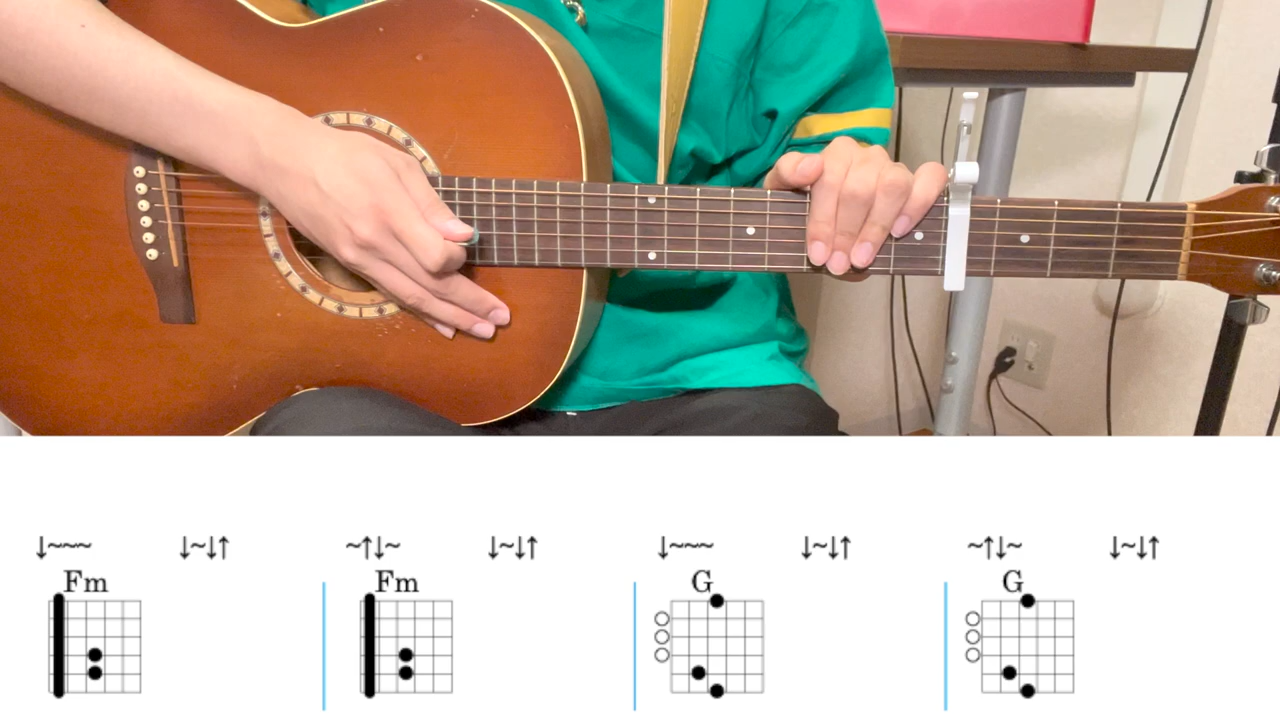 ↓~~~ ↓~↓↑ ~↑↓~ ↓~↓↑ ↓~~~ ↓~↓↑ ~↑↓~ ↓~↓↑
Fm Fm G G